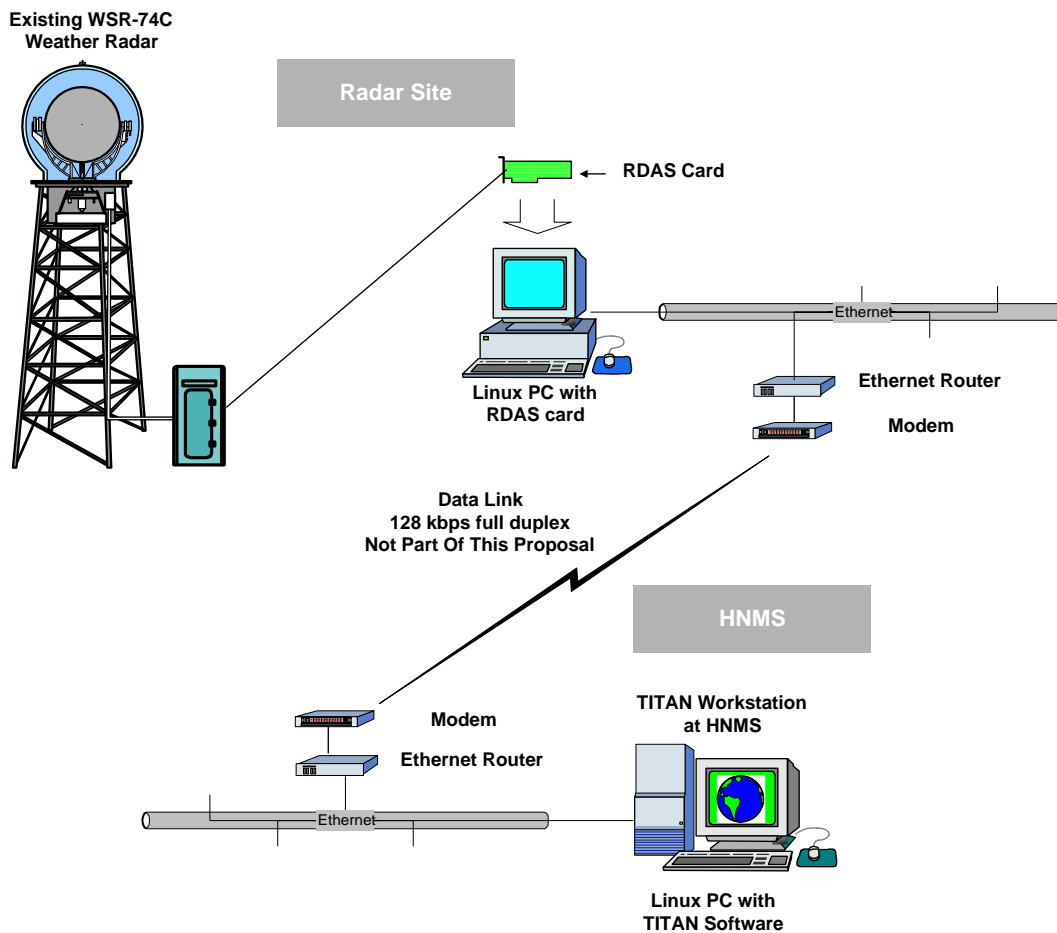 Existing WSR-74C
Weather Radar
Radar Site
RDAS Card
Ethernet
Linux PC with
RDAS card
Ethernet Router
Modem
Data Link
128 kbps full duplex
Not Part Of This Proposal
HNMS
TITAN Workstation
at HNMS
Modem
Ethernet Router
Ethernet
Linux PC with
TITAN Software